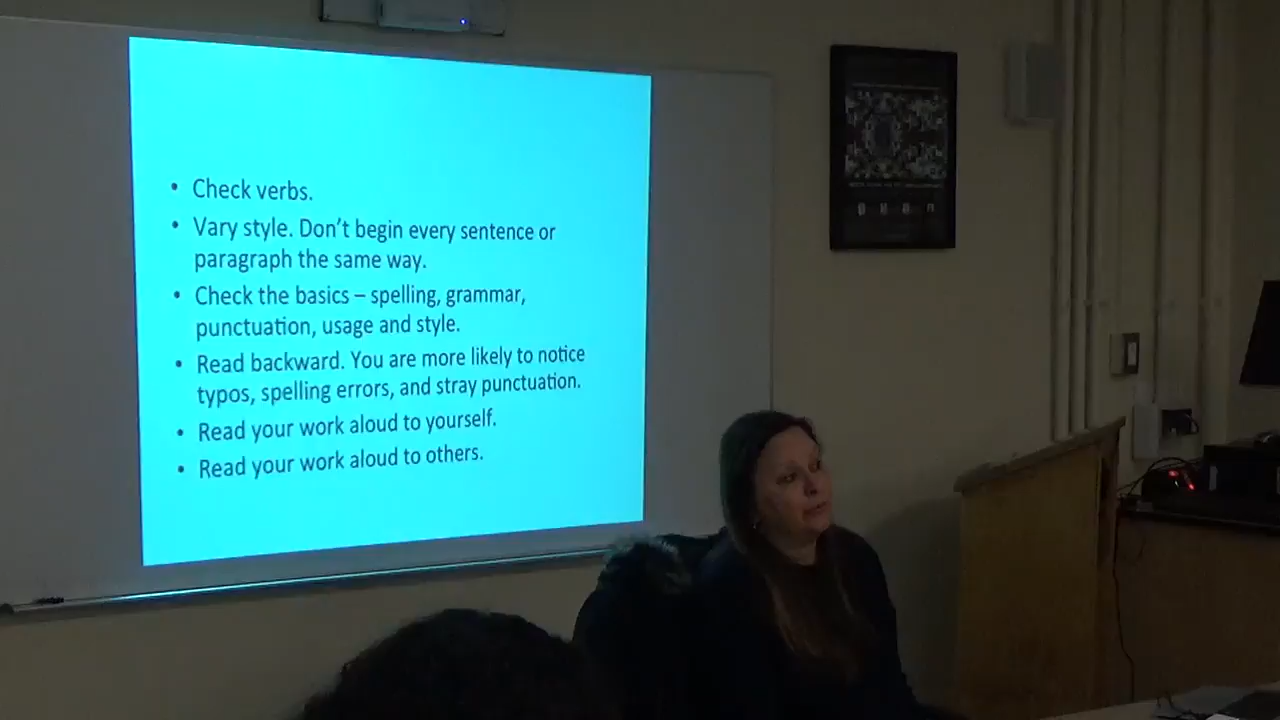 • Check verbs.
• Vary style. Don't begin every sentence or
paragraph the same way.
• Check the basics – spelling, grammar,
punctuation, usage and style.
• Read backward. You are more likely to notice
typos, spelling errors, and stray punctuation.
• Read your work aloud to yourself.
• Read your work aloud to others.